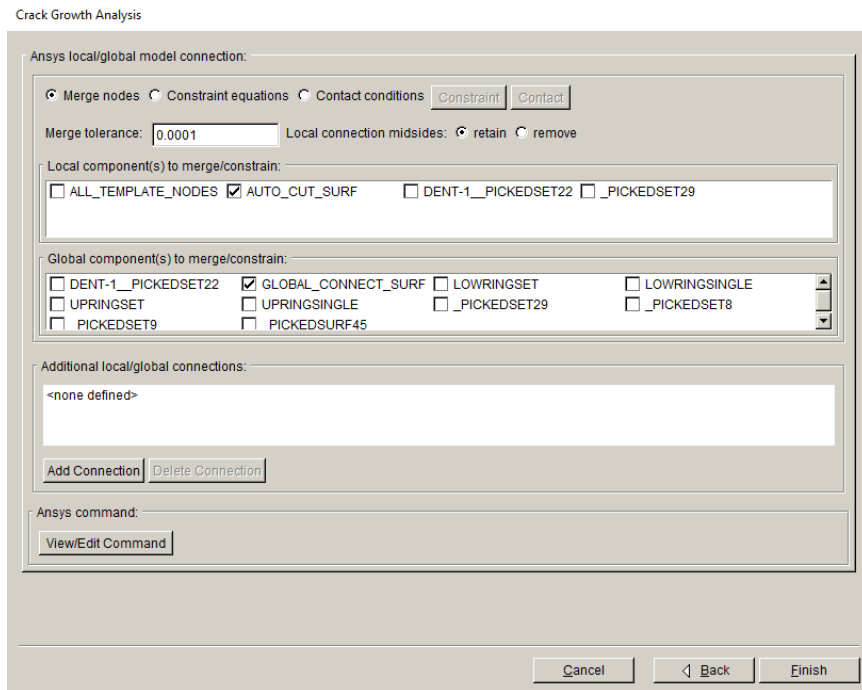 Crack Growth Analysis
Ansys local/global model connection:
Merge nodes Constraint equations Contact conditions Constraint Contact
Merge tolerance: 0.0001 Local connection midsides: retain remove
Local component(s) to merge/constrain:
ALL_TEMPLATE_NODES AUTO_CUT_SURF DENT-1__PICKEDSET22 _PICKEDSET29
Global component(s) to merge/constrain:
DENT-1__PICKEDSET22 GLOBAL_CONNECT_SURF LOWRINGSET LOWRINGSINGLE
UPRINGSET UPRINGSINGLE _PICKEDSET29 _PICKEDSET8
_PICKEDSET9 _PICKEDSURF45
Additional local/global connections:
<none defined>
Add Connection Delete Connection
Ansys command:
View/Edit Command
Cancel Back Finish